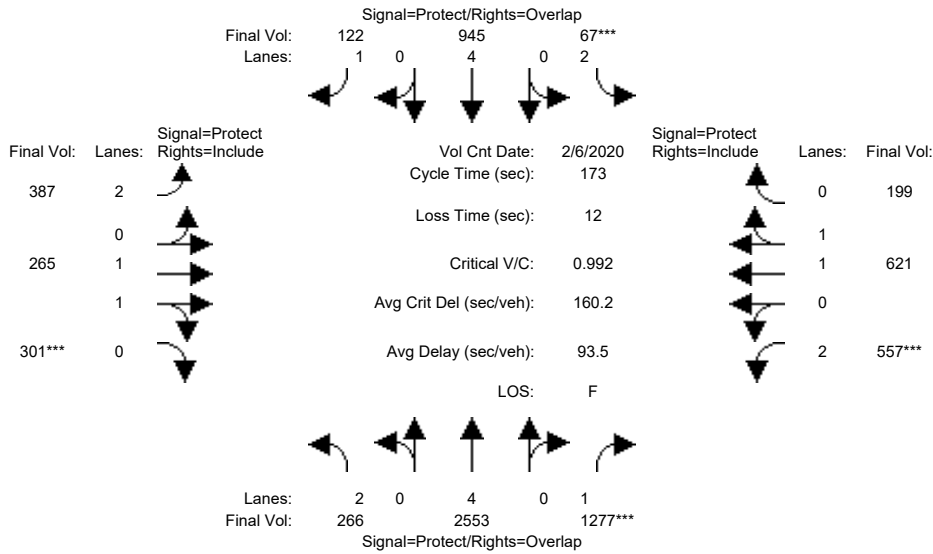 Signal=Protect/Rights=Overlap
Final Vol: 122 945 67***
Lanes: 1 0 4 0 2
Signal=Protect
Final Vol: Lanes: Rights=Include
Vol Cnt Date: 2/6/2020
Signal=Protect
Rights=Include Lanes: Final Vol:
Cycle Time (sec): 173
387 2
0 199
Loss Time (sec): 12
0
1
265 1
Critical V/C: 0.992
1 621
1
Avg Crit Del (sec/veh): 160.2
0
301*** 0
Avg Delay (sec/veh): 93.5
2 557***
LOS: F
Lanes: 2 0 4 0 1
Final Vol: 266 2553 1277***
Signal=Protect/Rights=Overlap